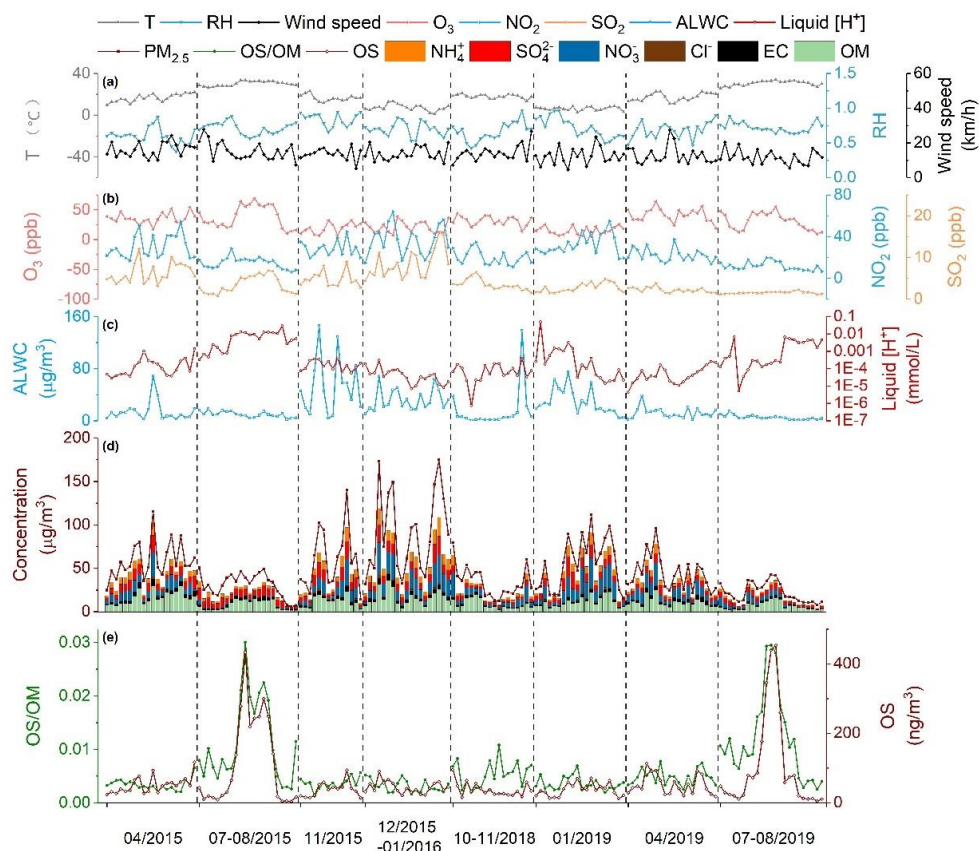 T RH Wind speed O₃ NO₂ SO₂ ALWC Liquid [H⁺]
PM₂.₅ OS/OM OS NH₄⁺ SO₄²⁻ NO₃⁻ Cl⁻ EC OM
(a)
40
0
-40
T (℃)
1.5
1.0
0.5
0.0
RH
60
40
20
0
Wind speed
(km/h)
(b)
50
0
-50
-100
O₃ (ppb)
80
40
0
NO₂ (ppb)
20
10
0
SO₂ (ppb)
(c)
160
80
0
ALWC
(µg/m³)
0.1
0.01
0.001
1E-4
1E-5
1E-6
1E-7
Liquid [H⁺]
(mmol/L)
(d)
200
150
100
50
0
Concentration
(µg/m³)
(e)
0.03
0.02
0.01
0.00
OS/OM
400
200
0
OS
(ng/m³)
04/2015 07-08/2015 11/2015 12/2015
-01/2016 10-11/2018 01/2019 04/2019 07-08/2019